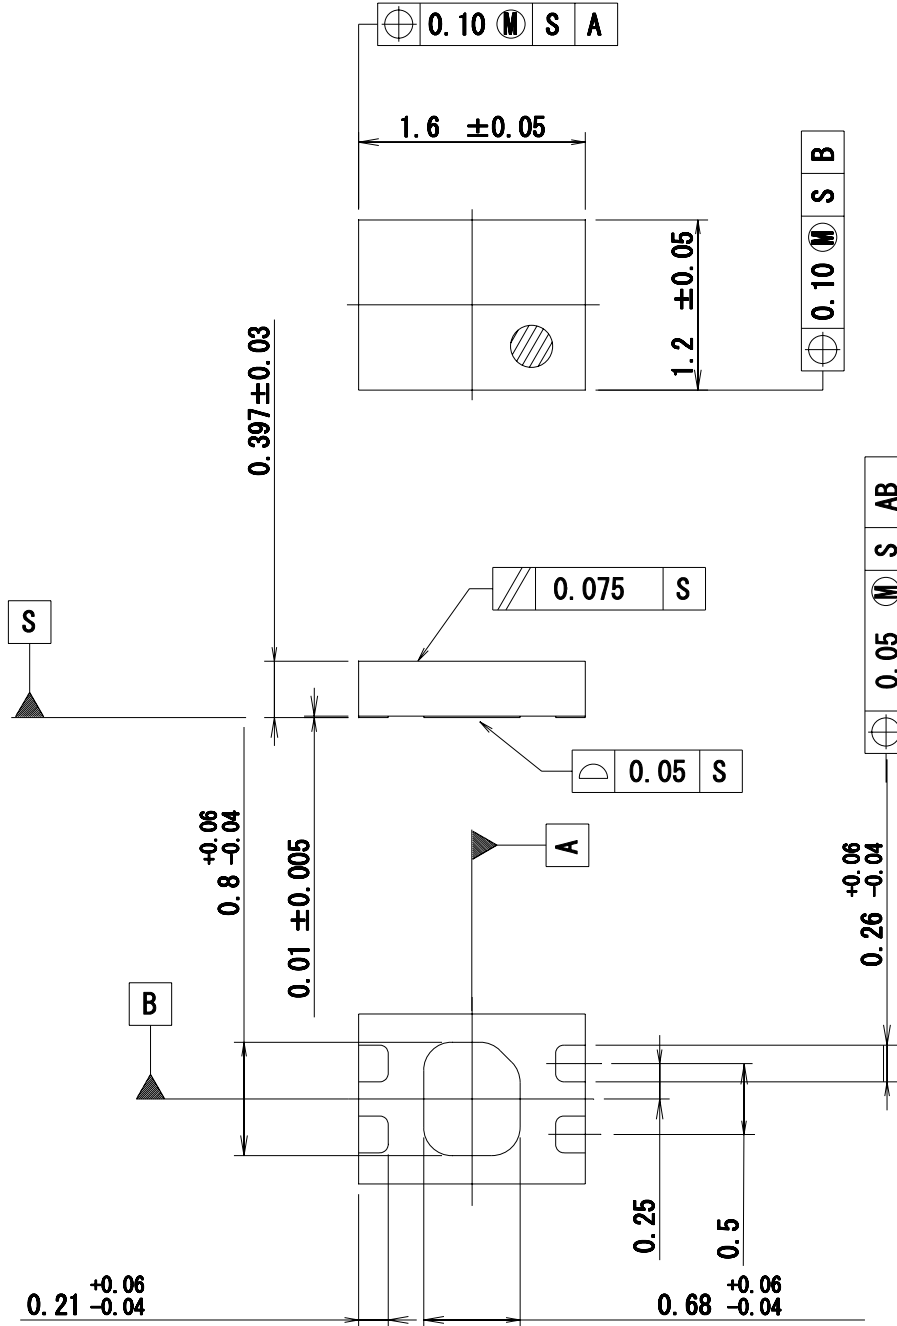 0.10 Ⓜ S A
1.6 ±0.05
0.10 Ⓜ S B
1.2 ±0.05
0.397±0.03
0.05 Ⓜ S AB
0.075 S
S
0.05 S
A
0.8 +0.06 -0.04
0.01 ±0.005
0.26 +0.06 -0.04
B
0.25
0.5
0.21 +0.06 -0.04
0.68 +0.06 -0.04